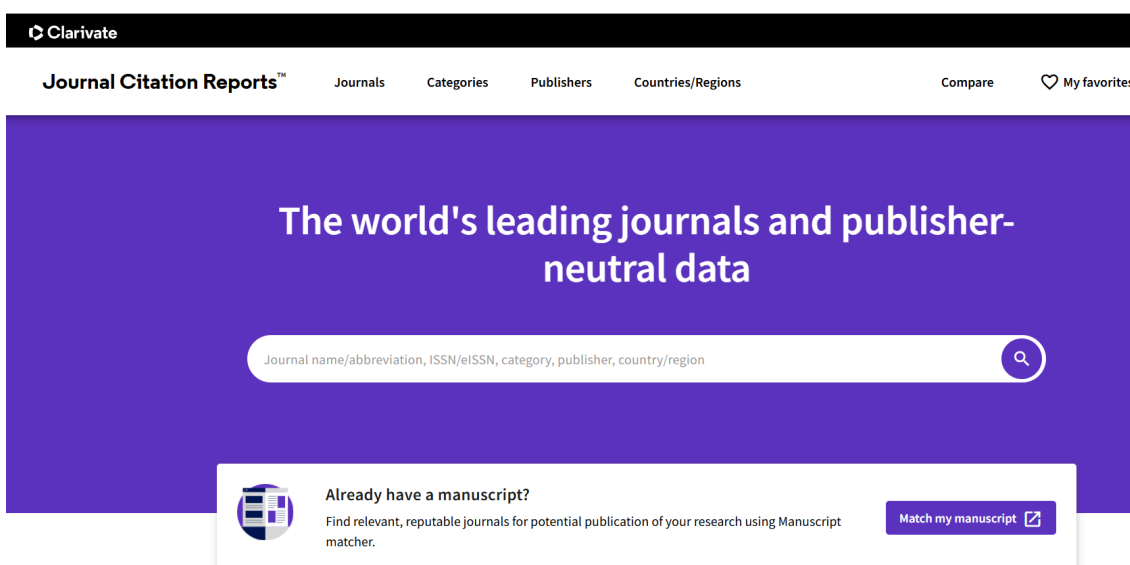 Clarivate
Journal Citation Reports™
Journals
Categories
Publishers
Countries/Regions
Compare
My favorites
The world's leading journals and publisher-
neutral data
Journal name/abbreviation, ISSN/eISSN, category, publisher, country/region
Already have a manuscript?
Find relevant, reputable journals for potential publication of your research using Manuscript
matcher.
Match my manuscript